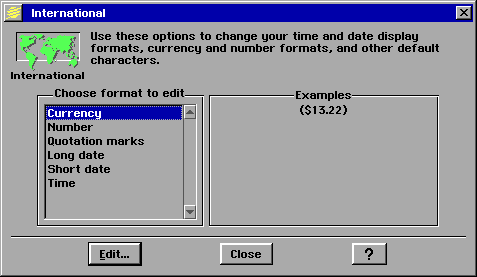 International
Use these options to change your time and date display
formats, currency and number formats, and other default
characters.
International
Choose format to edit
Currency
Number
Quotation marks
Long date
Short date
Time
Examples
($13.22)
Edit...
Close
?